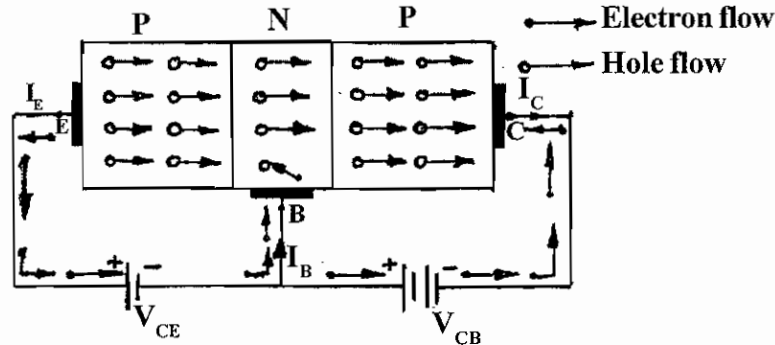 P N P
Electron flow
Hole flow
I_E
I_C
E
C
B
I_B
+ −
+ −
V_CE
V_CB